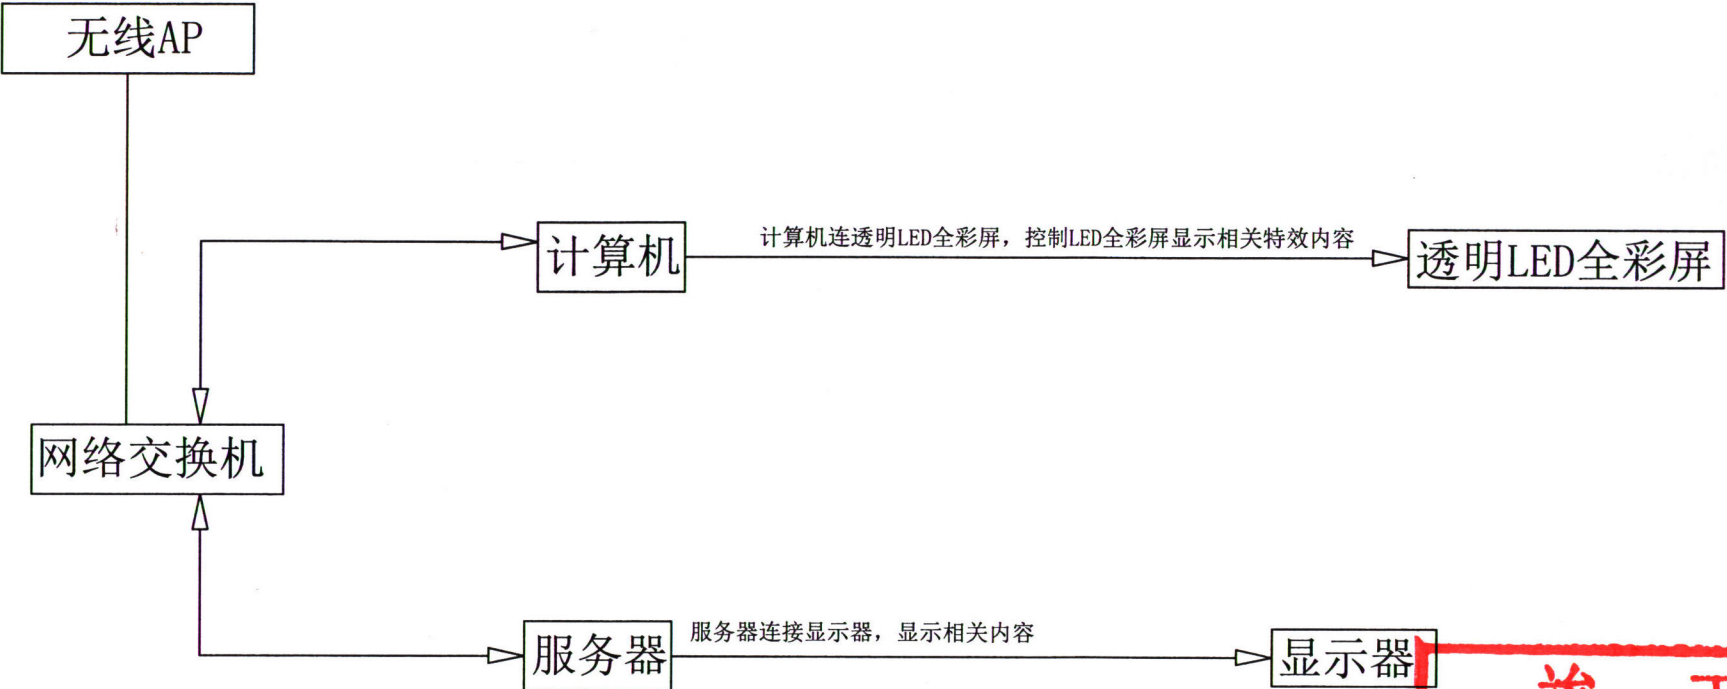 无线AP
计算机
计算机连透明LED全彩屏，控制LED全彩屏显示相关特效内容
透明LED全彩屏
网络交换机
服务器
服务器连接显示器，显示相关内容
显示器